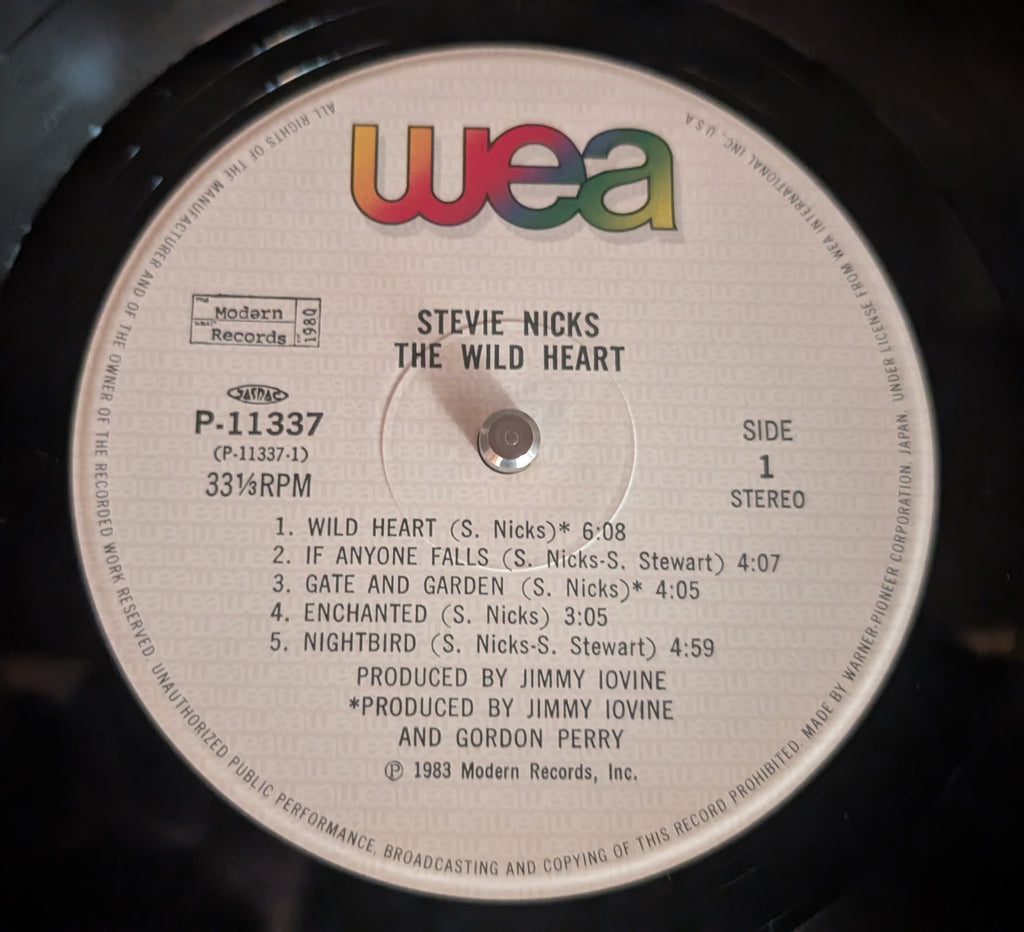 wea
Modern
Records
1980
STEVIE NICKS
THE WILD HEART
JASRAC
P-11337
(P-11337-1)
33⅓RPM
SIDE
1
STEREO
1. WILD HEART (S. Nicks)* 6:08
2. IF ANYONE FALLS (S. Nicks-S. Stewart) 4:07
3. GATE AND GARDEN (S. Nicks)* 4:05
4. ENCHANTED (S. Nicks) 3:05
5. NIGHTBIRD (S. Nicks-S. Stewart) 4:59
PRODUCED BY JIMMY IOVINE
*PRODUCED BY JIMMY IOVINE
AND GORDON PERRY
℗ 1983 Modern Records, Inc.
ALL RIGHTS OF THE MANUFACTURER AND OF THE OWNER OF THE RECORDED WORK RESERVED. UNAUTHORIZED PUBLIC PERFORMANCE, BROADCASTING AND COPYING OF THIS RECORD PROHIBITED. MADE BY WARNER-PIONEER CORPORATION, JAPAN. UNDER LICENSE FROM WEA INTERNATIONAL INC. U.S.A